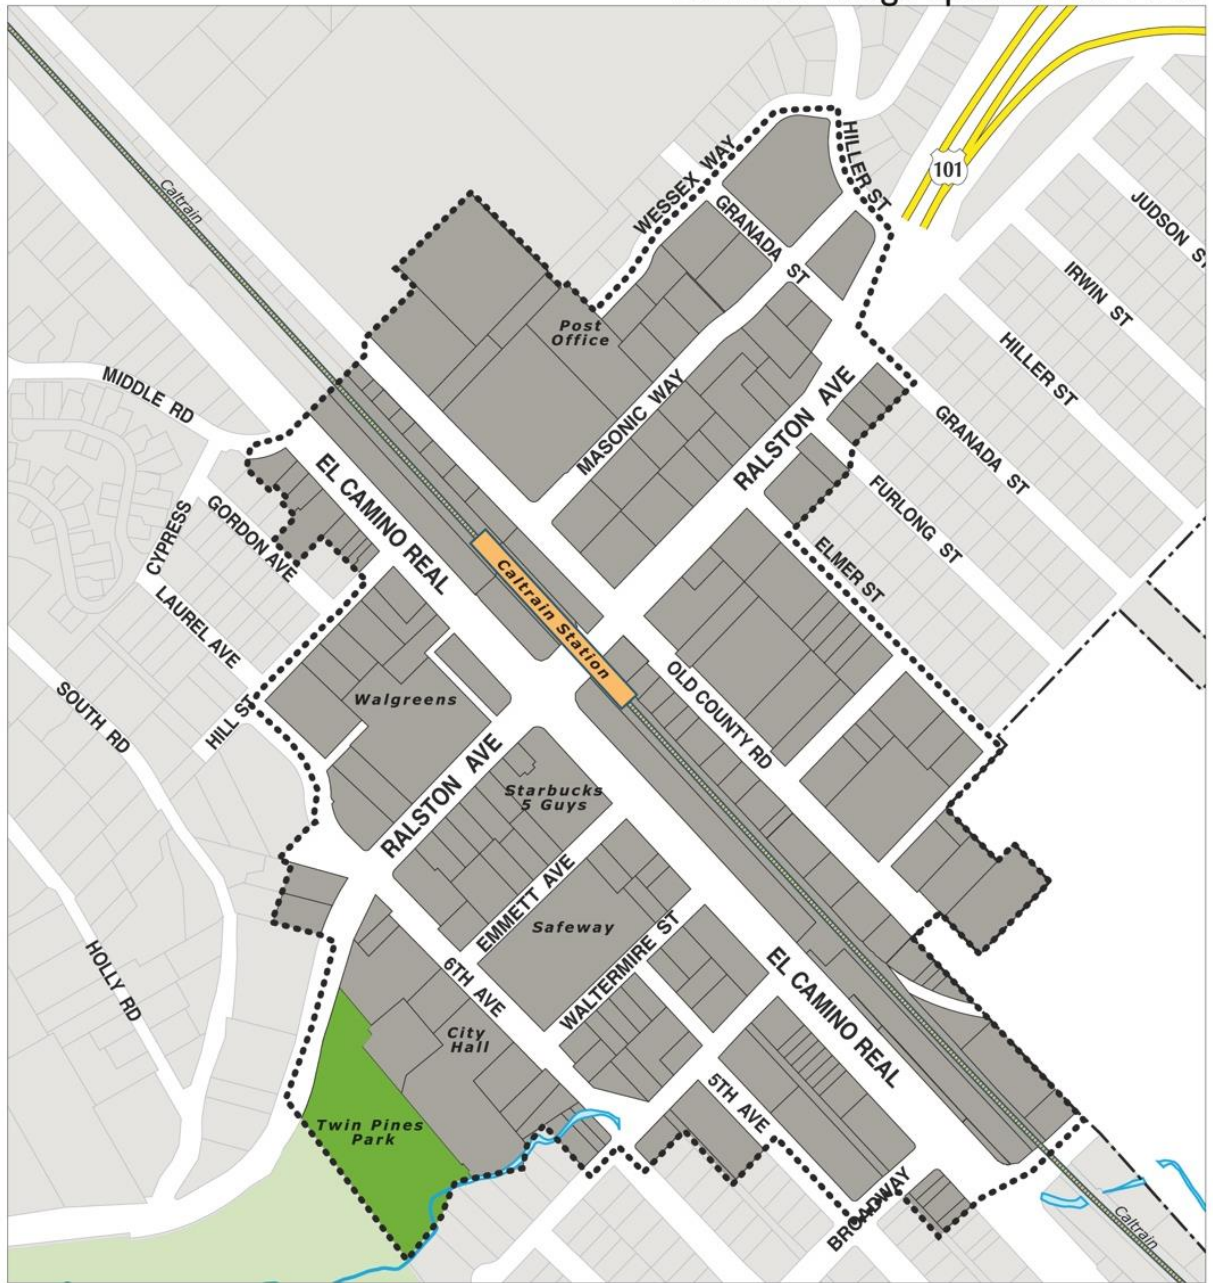 WESSEX WAY
HILLER ST
101
Caltrain
GRANADA ST
JUDSON ST
IRWIN ST
Post
Office
HILLER ST
MIDDLE RD
MASONIC WAY
RALSTON AVE
GRANADA ST
EL CAMINO REAL
FURLONG ST
CYPRESS
GORDON AVE
Caltrain Station
ELMER ST
LAUREL AVE
OLD COUNTY RD
Walgreens
SOUTH RD
HILL ST
RALSTON AVE
Starbucks
5 Guys
EMMETT AVE
Safeway
HOLLY RD
6TH AVE
WALTERMIRE ST
EL CAMINO REAL
City
Hall
5TH AVE
Twin Pines
Park
BROADWAY
Caltrain